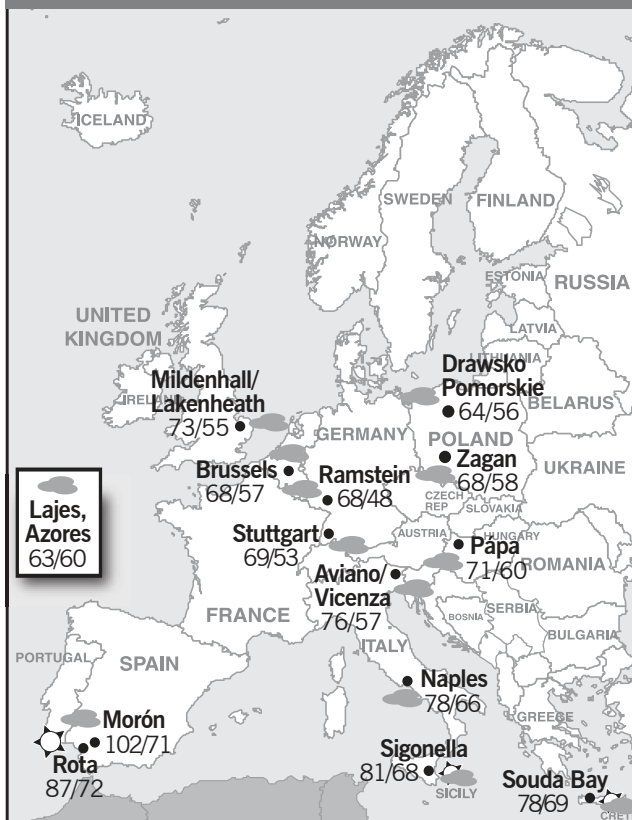 ICELAND
SWEDEN
FINLAND
NORWAY
ESTONIA
RUSSIA
LATVIA
LITHUANIA
UNITED
KINGDOM
IRELAND
Mildenhall/
Lakenheath
73/55
Drawsko
Pomorskie
64/56
BELARUS
GERMANY
POLAND
Zagan
68/58
UKRAINE
Brussels
68/57
Ramstein
68/48
CZECH
REP
SLOVAKIA
Lajes,
Azores
63/60
Stuttgart
69/53
AUSTRIA
HUNGARY
Pápa
71/60
ROMANIA
Aviano/
Vicenza
76/57
FRANCE
ITALY
BOSNIA
SERBIA
BULGARIA
PORTUGAL
SPAIN
Naples
78/66
GREECE
Morón
102/71
Rota
87/72
Sigonella
81/68
SICILY
Souda Bay
78/69
CRETE